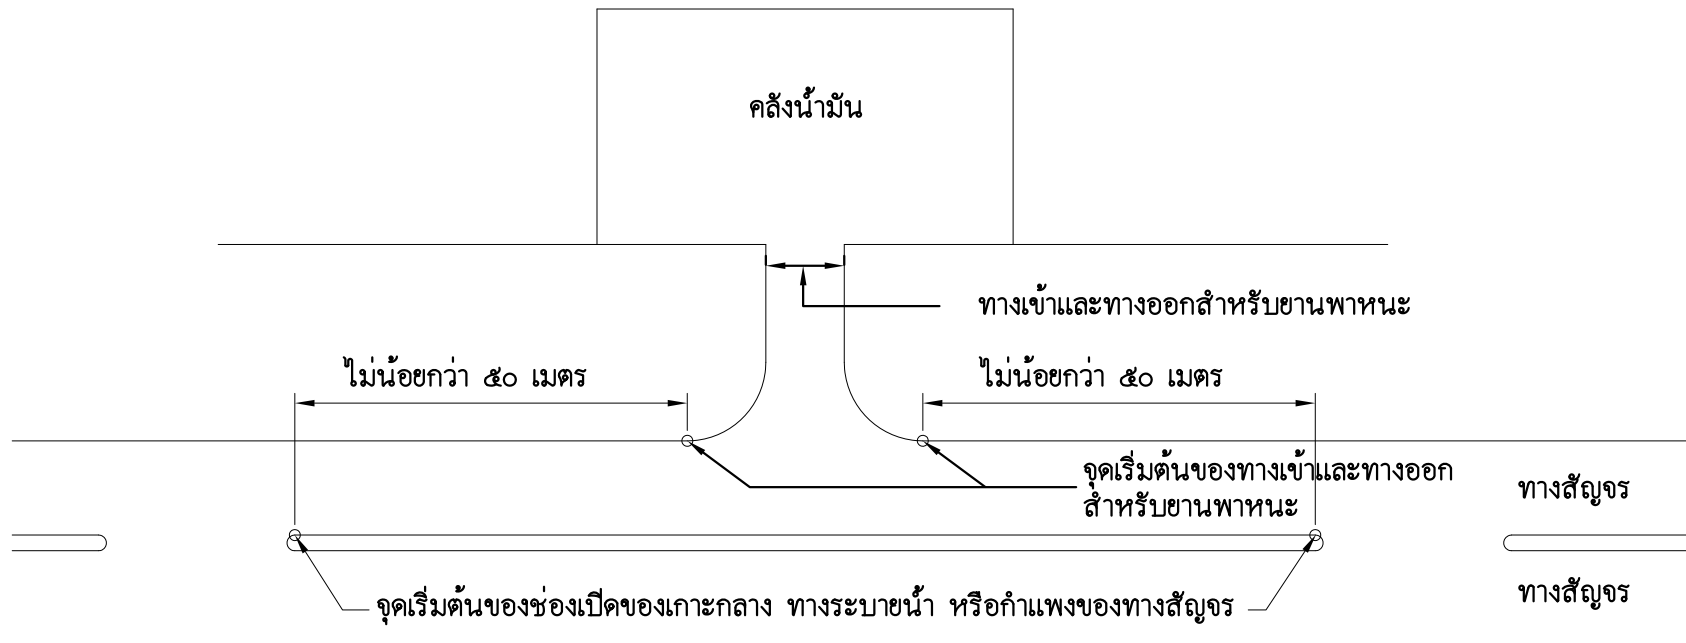 คลังน้ำมัน
ทางเข้าและทางออกสำหรับยานพาหนะ
ไม่น้อยกว่า ๕๐ เมตร
ไม่น้อยกว่า ๕๐ เมตร
จุดเริ่มต้นของทางเข้าและทางออก
สำหรับยานพาหนะ
ทางสัญจร
ทางสัญจร
จุดเริ่มต้นของช่องเปิดของเกาะกลาง ทางระบายน้ำ หรือกำแพงของทางสัญจร